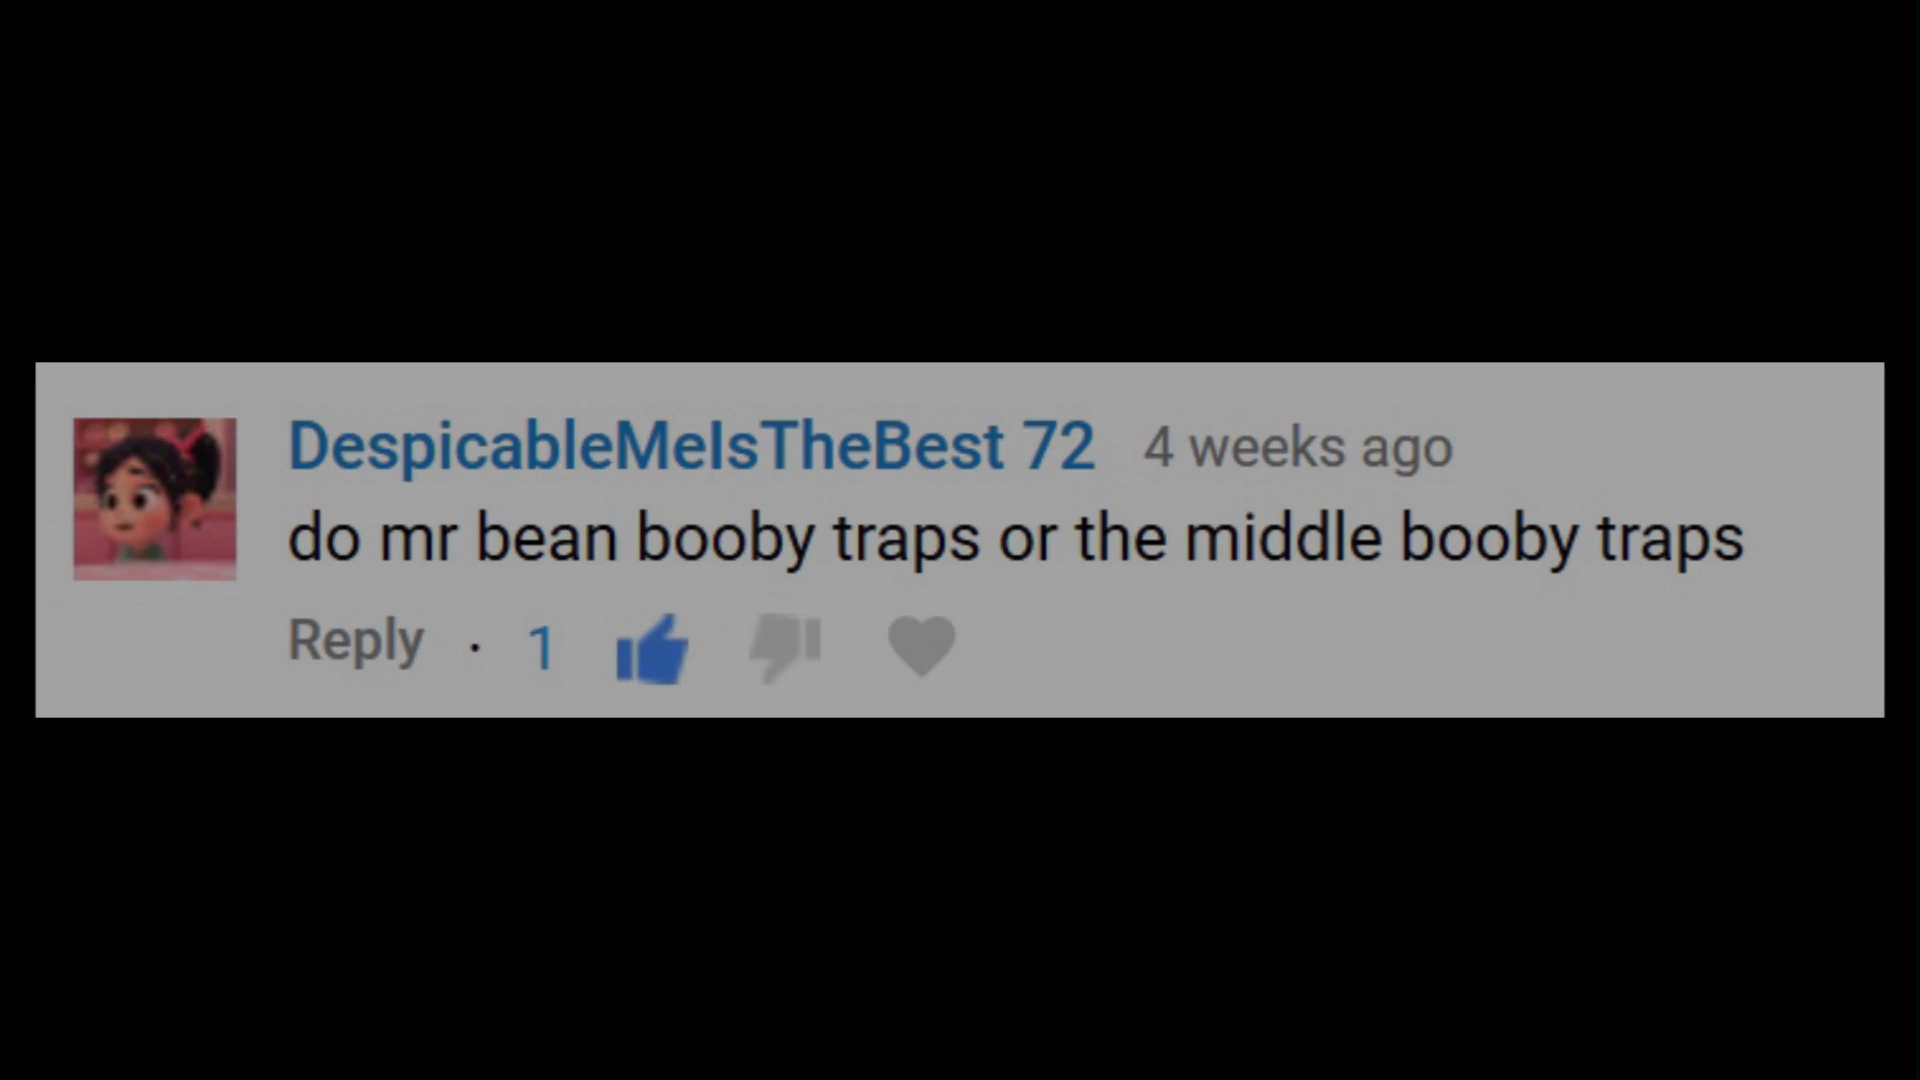 DespicableMeIsTheBest 72 4 weeks ago
do mr bean booby traps or the middle booby traps
Reply · 1